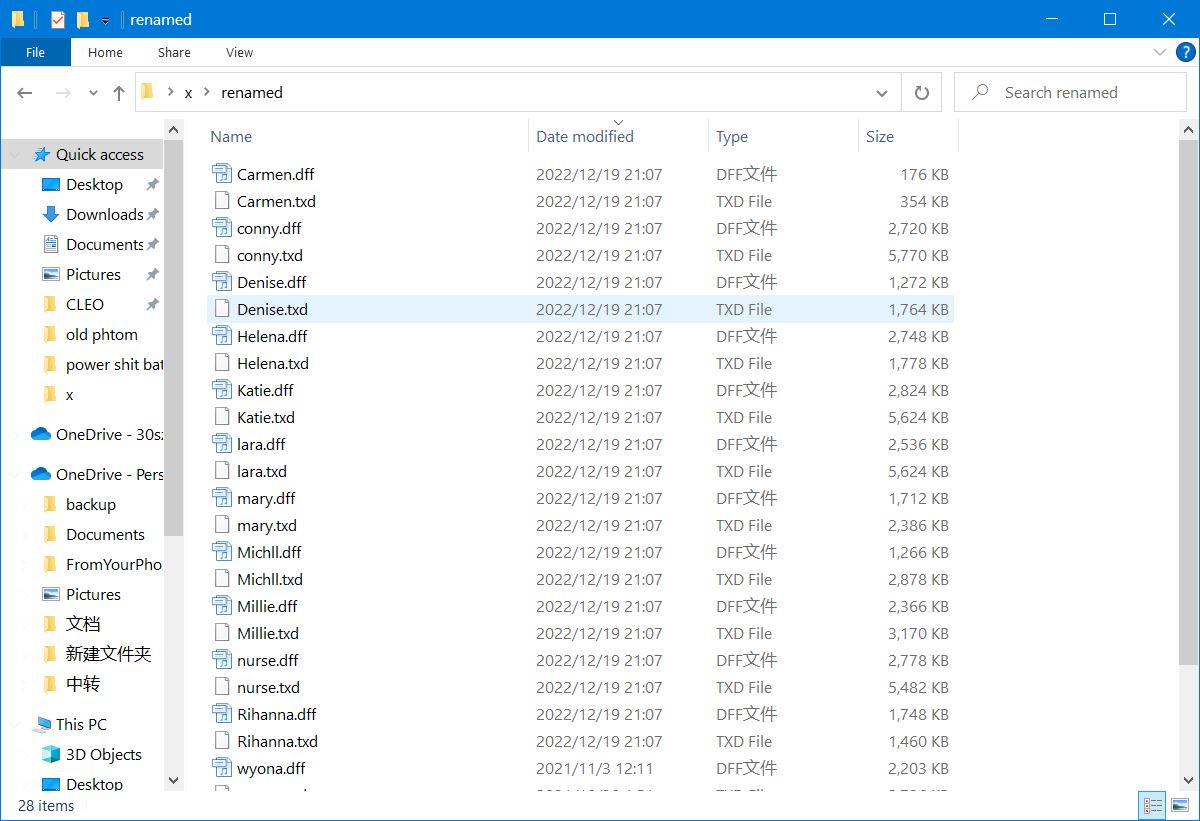 renamed
File Home Share View
x renamed
Search renamed
Name Date modified Type Size
Quick access
Desktop
Downloads
Documents
Pictures
CLEO
old phtom
power shit bat
x
OneDrive - 30sz
OneDrive - Pers
backup
Documents
FromYourPho
Pictures
文档
新建文件夹
中转
This PC
3D Objects
Desktop
Carmen.dff 2022/12/19 21:07 DFF文件 176 KB
Carmen.txd 2022/12/19 21:07 TXD File 354 KB
conny.dff 2022/12/19 21:07 DFF文件 2,720 KB
conny.txd 2022/12/19 21:07 TXD File 5,770 KB
Denise.dff 2022/12/19 21:07 DFF文件 1,272 KB
Denise.txd 2022/12/19 21:07 TXD File 1,764 KB
Helena.dff 2022/12/19 21:07 DFF文件 2,748 KB
Helena.txd 2022/12/19 21:07 TXD File 1,778 KB
Katie.dff 2022/12/19 21:07 DFF文件 2,824 KB
Katie.txd 2022/12/19 21:07 TXD File 5,624 KB
lara.dff 2022/12/19 21:07 DFF文件 2,536 KB
lara.txd 2022/12/19 21:07 TXD File 5,624 KB
mary.dff 2022/12/19 21:07 DFF文件 1,712 KB
mary.txd 2022/12/19 21:07 TXD File 2,386 KB
Michll.dff 2022/12/19 21:07 DFF文件 1,266 KB
Michll.txd 2022/12/19 21:07 TXD File 2,878 KB
Millie.dff 2022/12/19 21:07 DFF文件 2,366 KB
Millie.txd 2022/12/19 21:07 TXD File 3,170 KB
nurse.dff 2022/12/19 21:07 DFF文件 2,778 KB
nurse.txd 2022/12/19 21:07 TXD File 5,482 KB
Rihanna.dff 2022/12/19 21:07 DFF文件 1,748 KB
Rihanna.txd 2022/12/19 21:07 TXD File 1,460 KB
wyona.dff 2021/11/3 12:11 DFF文件 2,203 KB
28 items